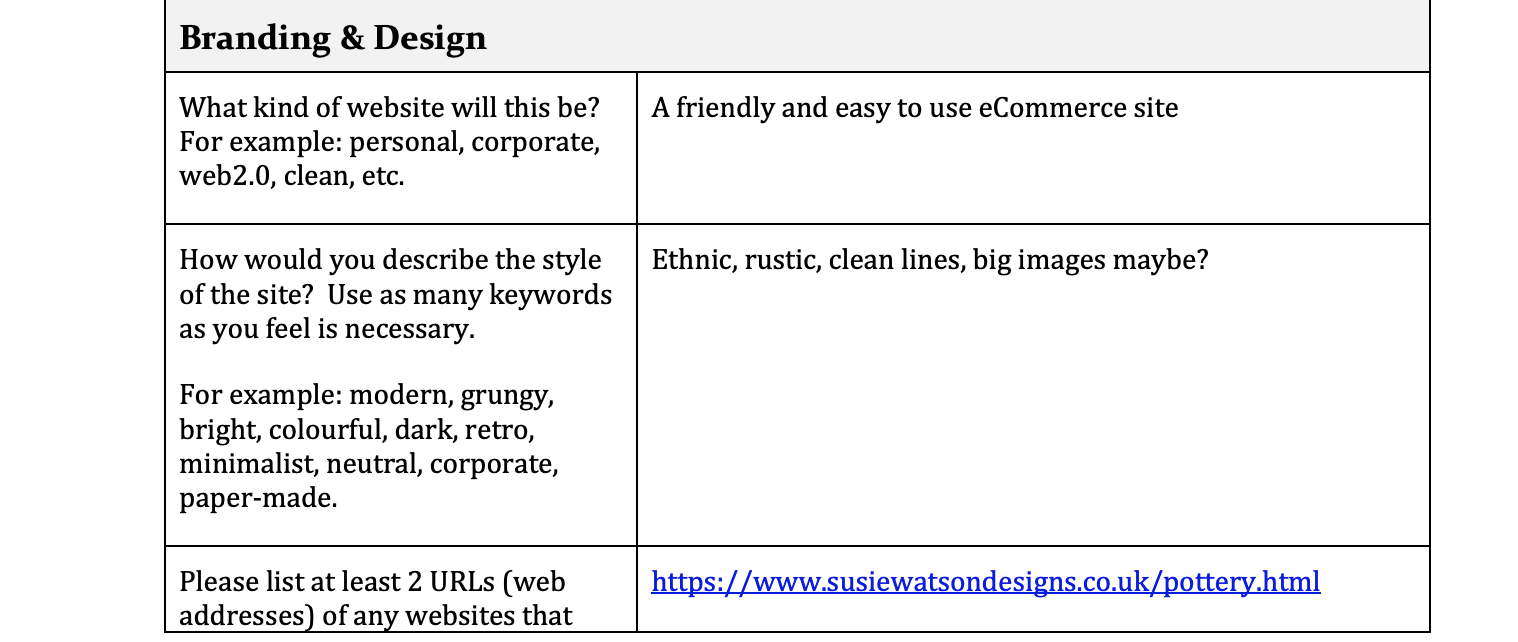 Branding & Design
What kind of website will this be?
For example: personal, corporate,
web2.0, clean, etc.
A friendly and easy to use eCommerce site
How would you describe the style
of the site?  Use as many keywords
as you feel is necessary.
For example: modern, grungy,
bright, colourful, dark, retro,
minimalist, neutral, corporate,
paper-made.
Ethnic, rustic, clean lines, big images maybe?
Please list at least 2 URLs (web
addresses) of any websites that
https://www.susiewatsondesigns.co.uk/pottery.html